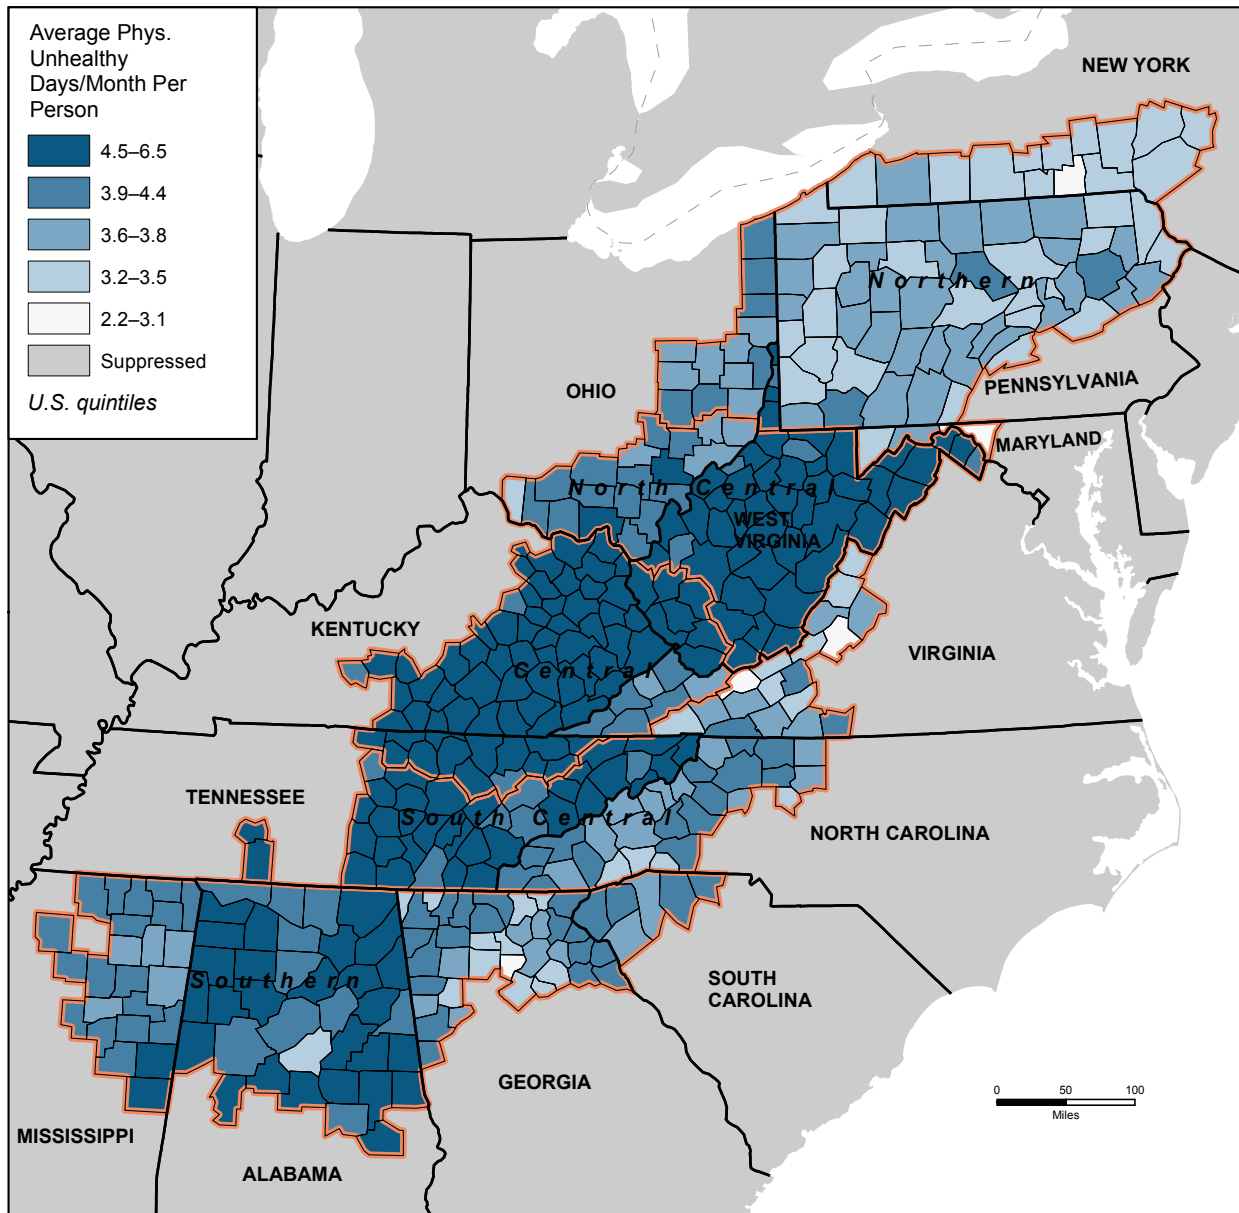 Average Phys.
Unhealthy
Days/Month Per
Person
4.5–6.5
3.9–4.4
3.6–3.8
3.2–3.5
2.2–3.1
Suppressed
U.S. quintiles
NEW YORK
Northern
PENNSYLVANIA
OHIO
MARYLAND
North Central
WEST
VIRGINIA
KENTUCKY
VIRGINIA
Central
TENNESSEE
South Central
NORTH CAROLINA
Southern
SOUTH
CAROLINA
GEORGIA
0 50 100
Miles
MISSISSIPPI
ALABAMA